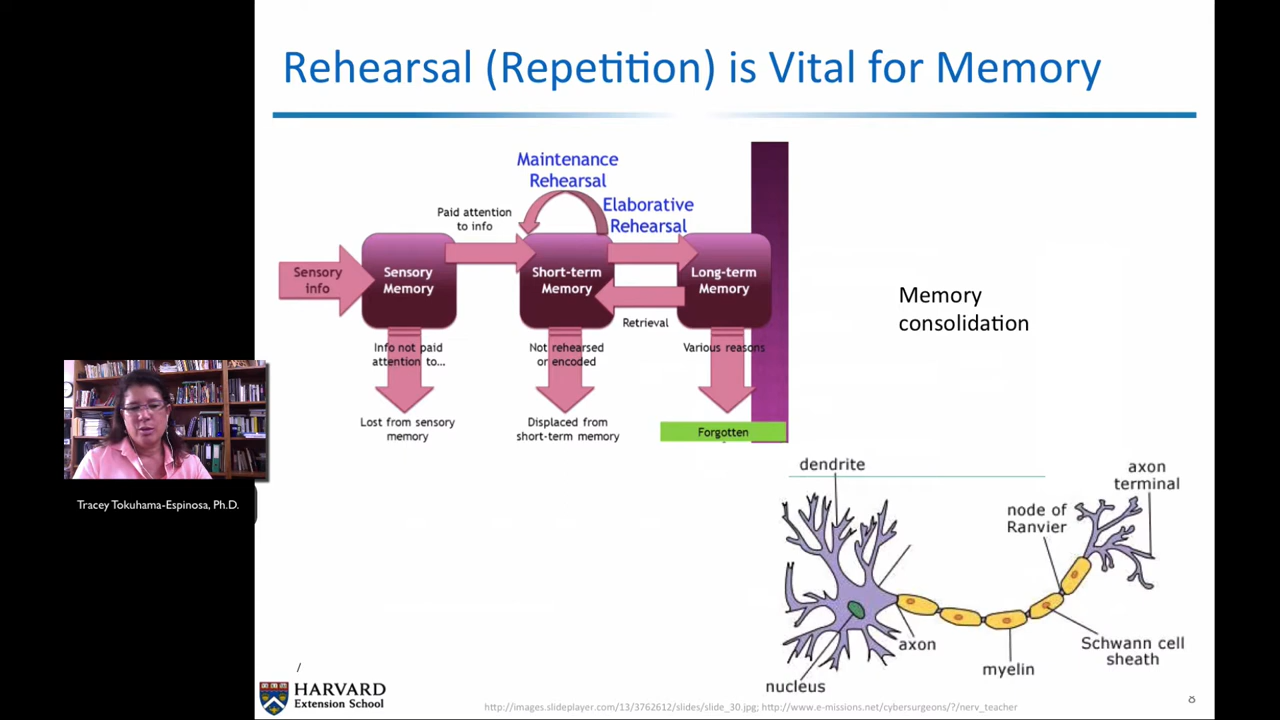 Rehearsal (Repetition) is Vital for Memory
Maintenance
Rehearsal
Paid attention
to info
Elaborative
Rehearsal
Sensory
info
Sensory
Memory
Short-term
Memory
Long-term
Memory
Retrieval
Info not paid
attention to...
Not rehearsed
or encoded
Various reasons
Lost from sensory
memory
Displaced from
short-term memory
Forgotten
Memory
consolidation
Tracey Tokuhama-Espinosa, Ph.D.
dendrite
axon
terminal
node of
Ranvier
axon
Schwann cell
sheath
myelin
nucleus
/
HARVARD
Extension School
http://images.slideplayer.com/13/3762612/slides/slide_30.jpg; http://www.e-missions.net/cybersurgeons/?/nerv_teacher
8